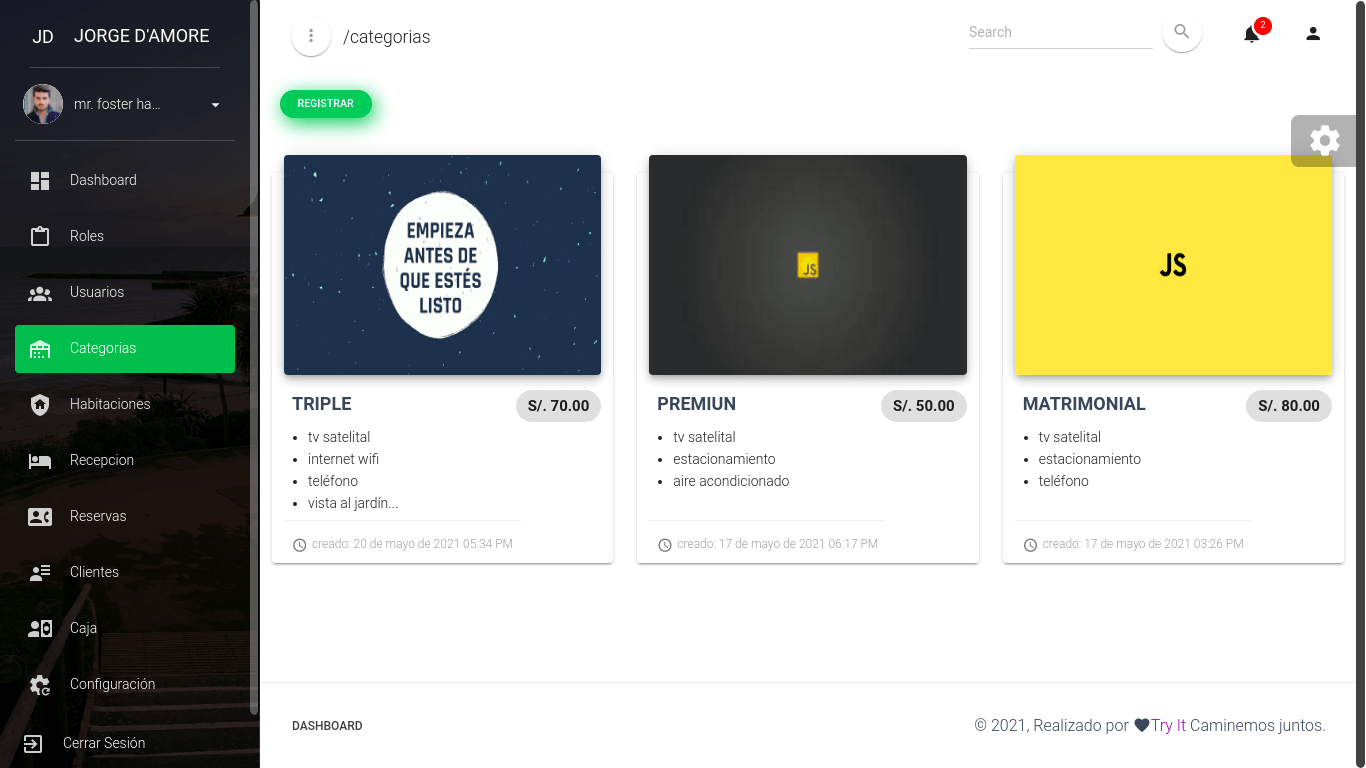 JD JORGE D'AMORE
mr. foster ha...
Dashboard
Roles
Usuarios
Categorias
Habitaciones
Recepcion
Reservas
Clientes
Caja
Configuración
Cerrar Sesión
/categorias
Search
2
REGISTRAR
EMPIEZA
ANTES DE
QUE ESTÉS
LISTO
TRIPLE
S/. 70.00
tv satelital
internet wifi
teléfono
vista al jardín...
creado: 20 de mayo de 2021 05:34 PM
JS
PREMIUN
S/. 50.00
tv satelital
estacionamiento
aire acondicionado
creado: 17 de mayo de 2021 06:17 PM
JS
MATRIMONIAL
S/. 80.00
tv satelital
estacionamiento
teléfono
creado: 17 de mayo de 2021 03:26 PM
DASHBOARD
© 2021, Realizado por Try It Caminemos juntos.